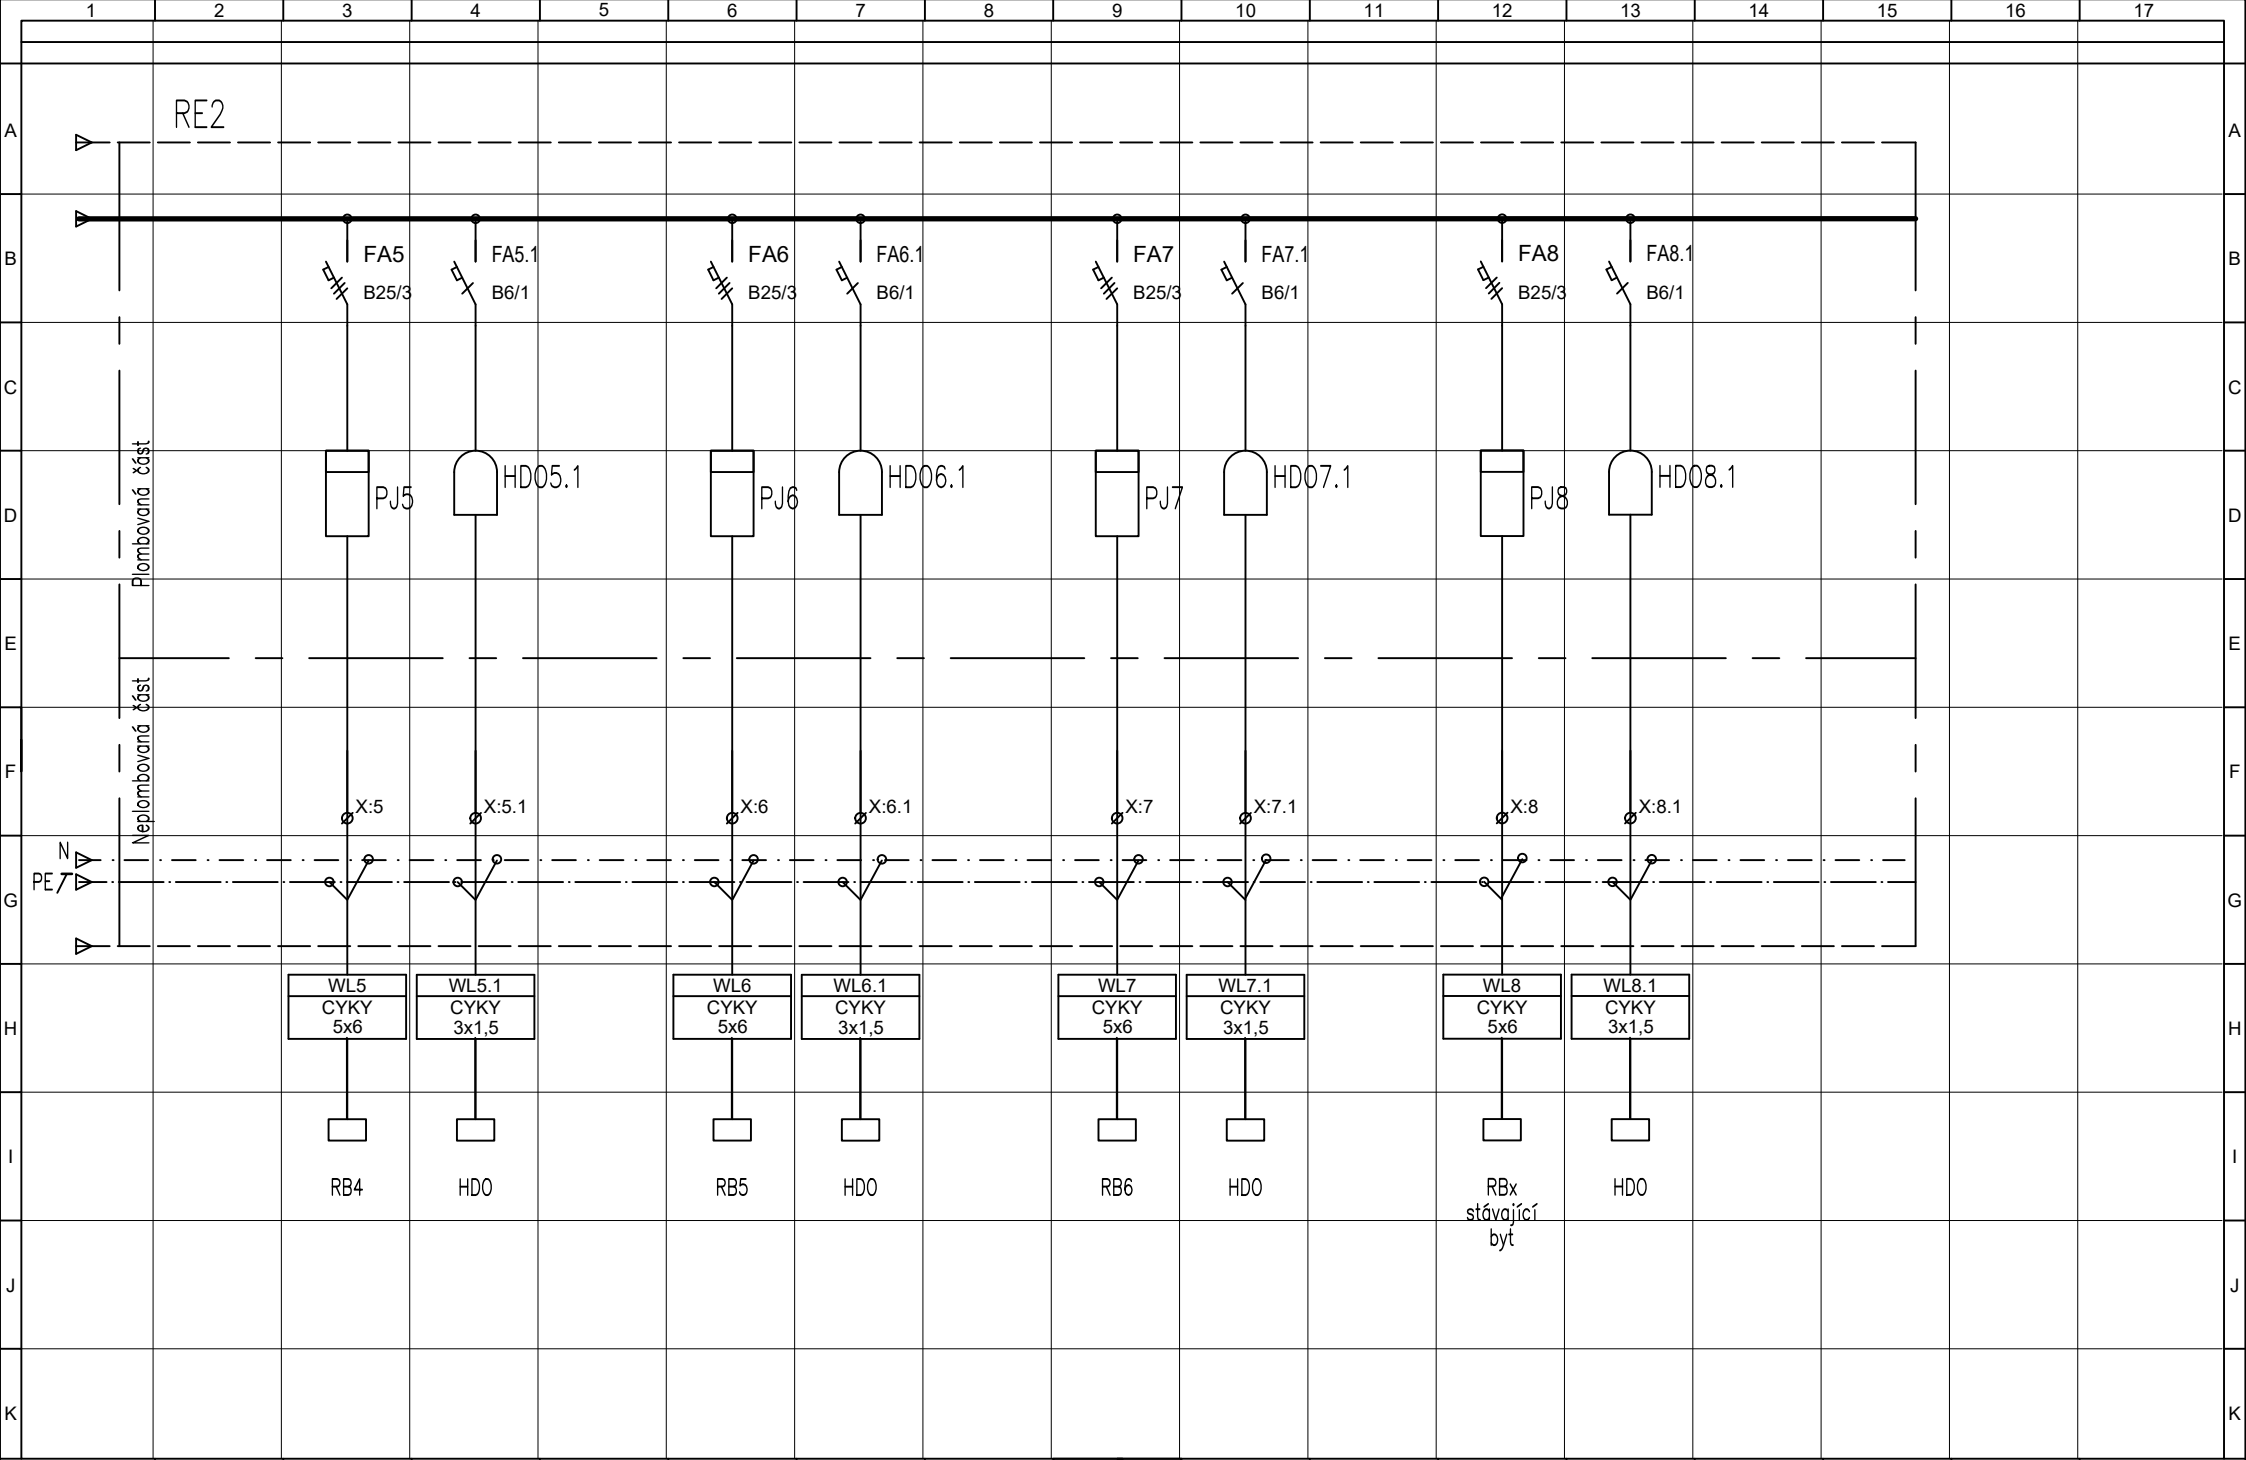 1 2 3 4 5 6 7 8 9 10 11 12 13 14 15 16 17
A RE2 A
B B
FA5 FA5.1 FA6 FA6.1 FA7 FA7.1 FA8 FA8.1
B25/3 B6/1 B25/3 B6/1 B25/3 B6/1 B25/3 B6/1
C C
Plombovaná část
HDO5.1 HDO6.1 HDO7.1 HDO8.1
PJ5 PJ6 PJ7 PJ8
D D
E E
Neplombovaná část
F F
X:5 X:5.1 X:6 X:6.1 X:7 X:7.1 X:8 X:8.1
N
PE
G G
WL5 WL5.1 WL6 WL6.1 WL7 WL7.1 WL8 WL8.1
CYKY CYKY CYKY CYKY CYKY CYKY CYKY CYKY
5x6 3x1,5 5x6 3x1,5 5x6 3x1,5 5x6 3x1,5
H H
I I
RB4 HDO RB5 HDO RB6 HDO RBx HDO
stávající
byt
J J
K K